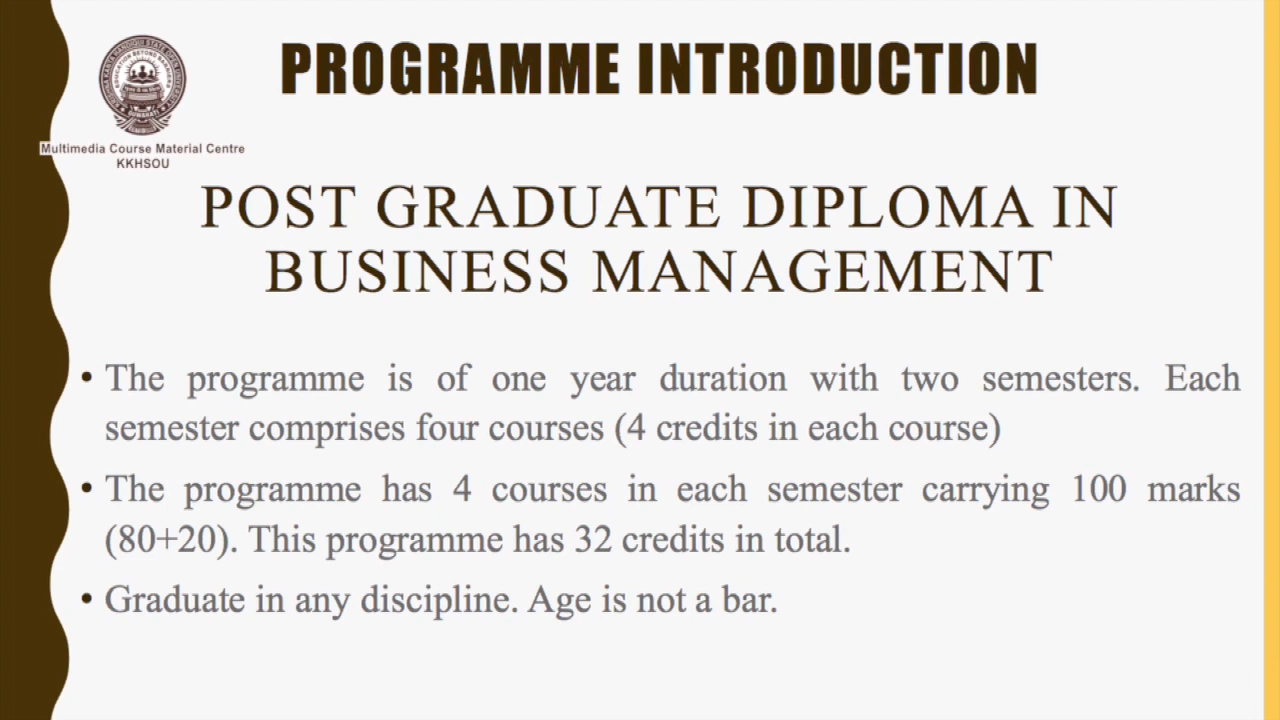 PROGRAMME INTRODUCTION
Multimedia Course Material Centre
KKHSOU
POST GRADUATE DIPLOMA IN
BUSINESS MANAGEMENT
• The programme is of one year duration with two semesters. Each
semester comprises four courses (4 credits in each course)
• The programme has 4 courses in each semester carrying 100 marks
(80+20). This programme has 32 credits in total.
• Graduate in any discipline. Age is not a bar.